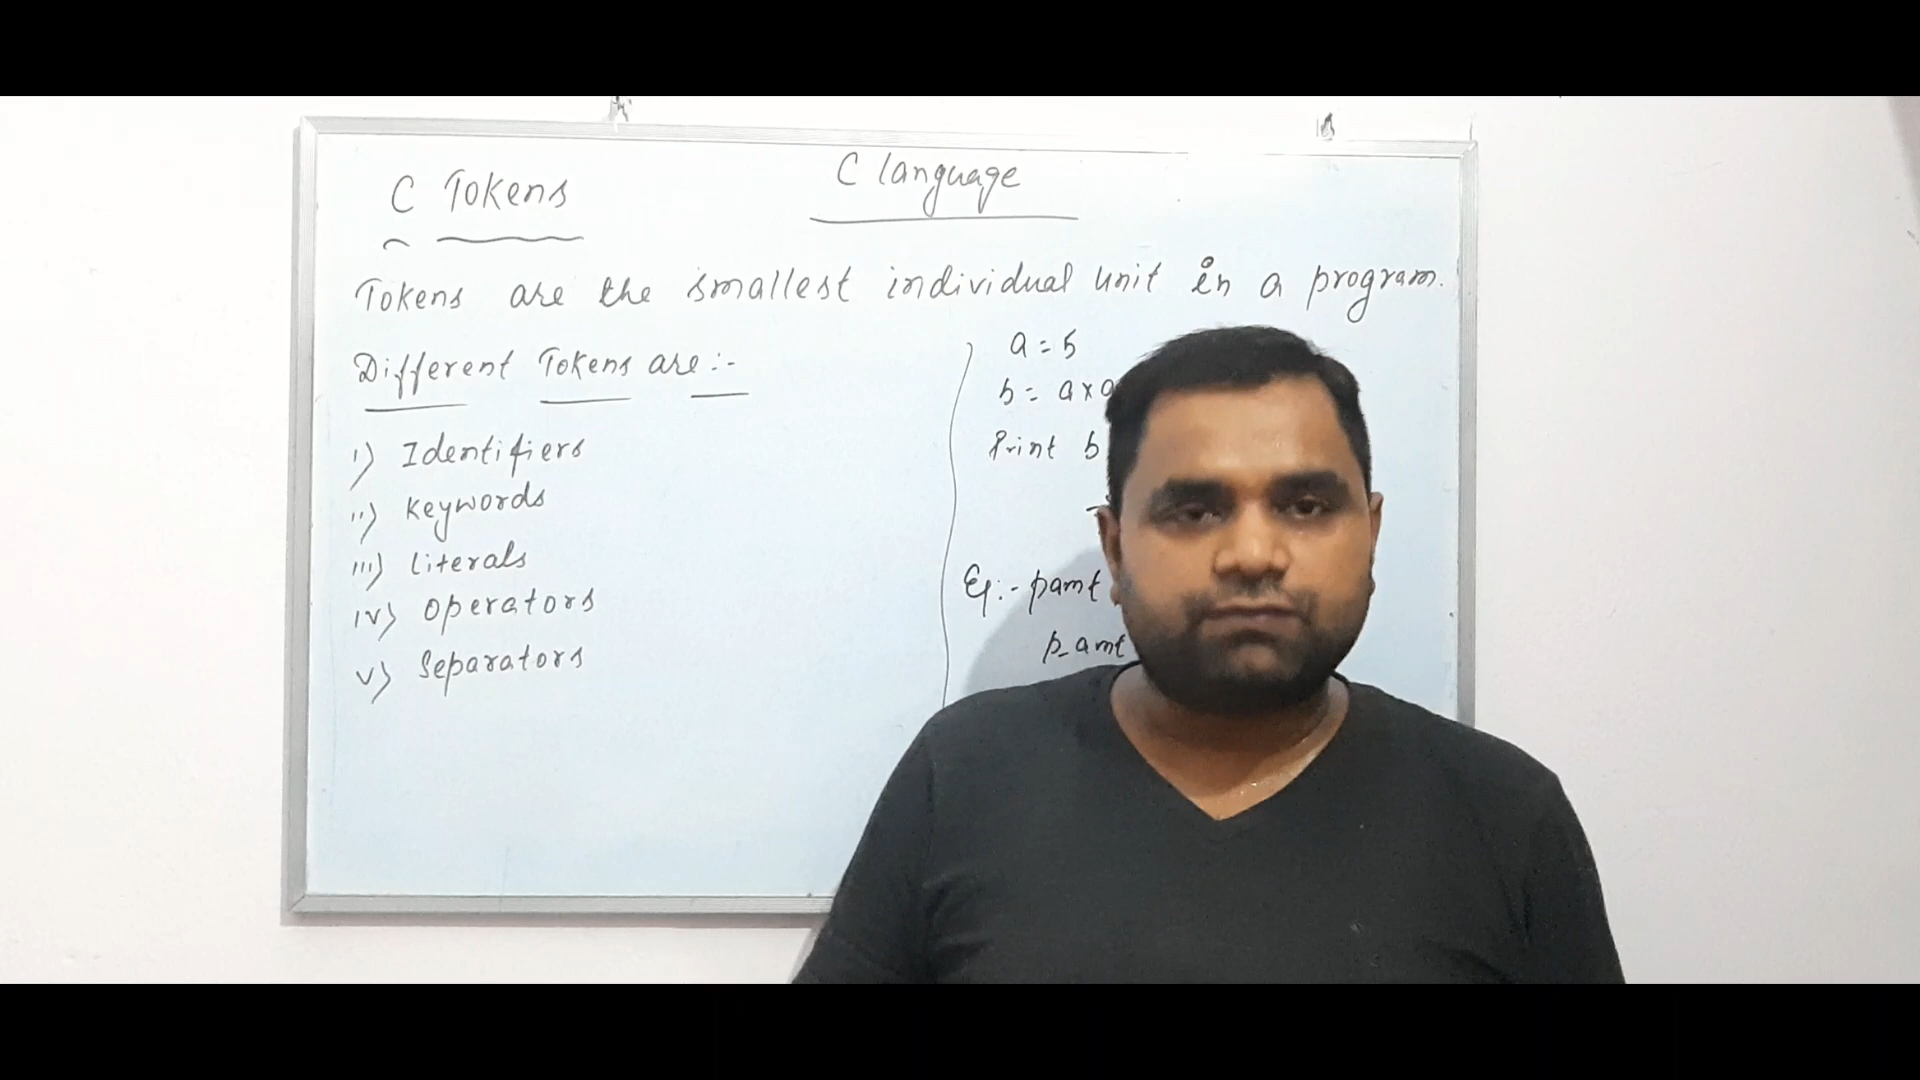 C Tokens
C language
Tokens are the smallest individual unit in a program.
Different Tokens are :-
i) Identifiers
ii) Keywords
iii) Literals
iv) Operators
v) Separators
a = 5
b = a x a
Print b
Eg:- pamt
p_amt